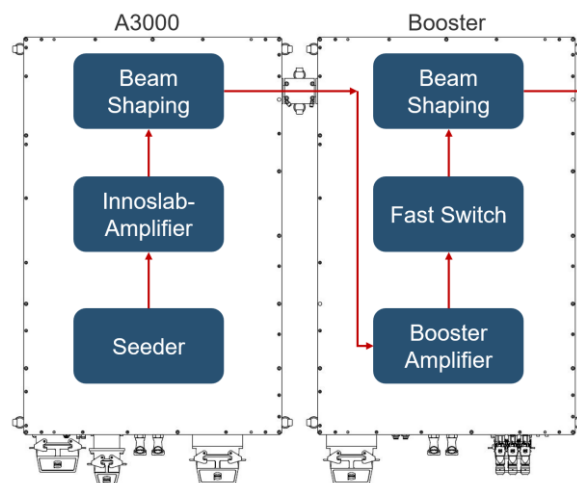 A3000
Beam
Shaping
Innoslab-
Amplifier
Seeder
Booster
Beam
Shaping
Fast Switch
Booster
Amplifier